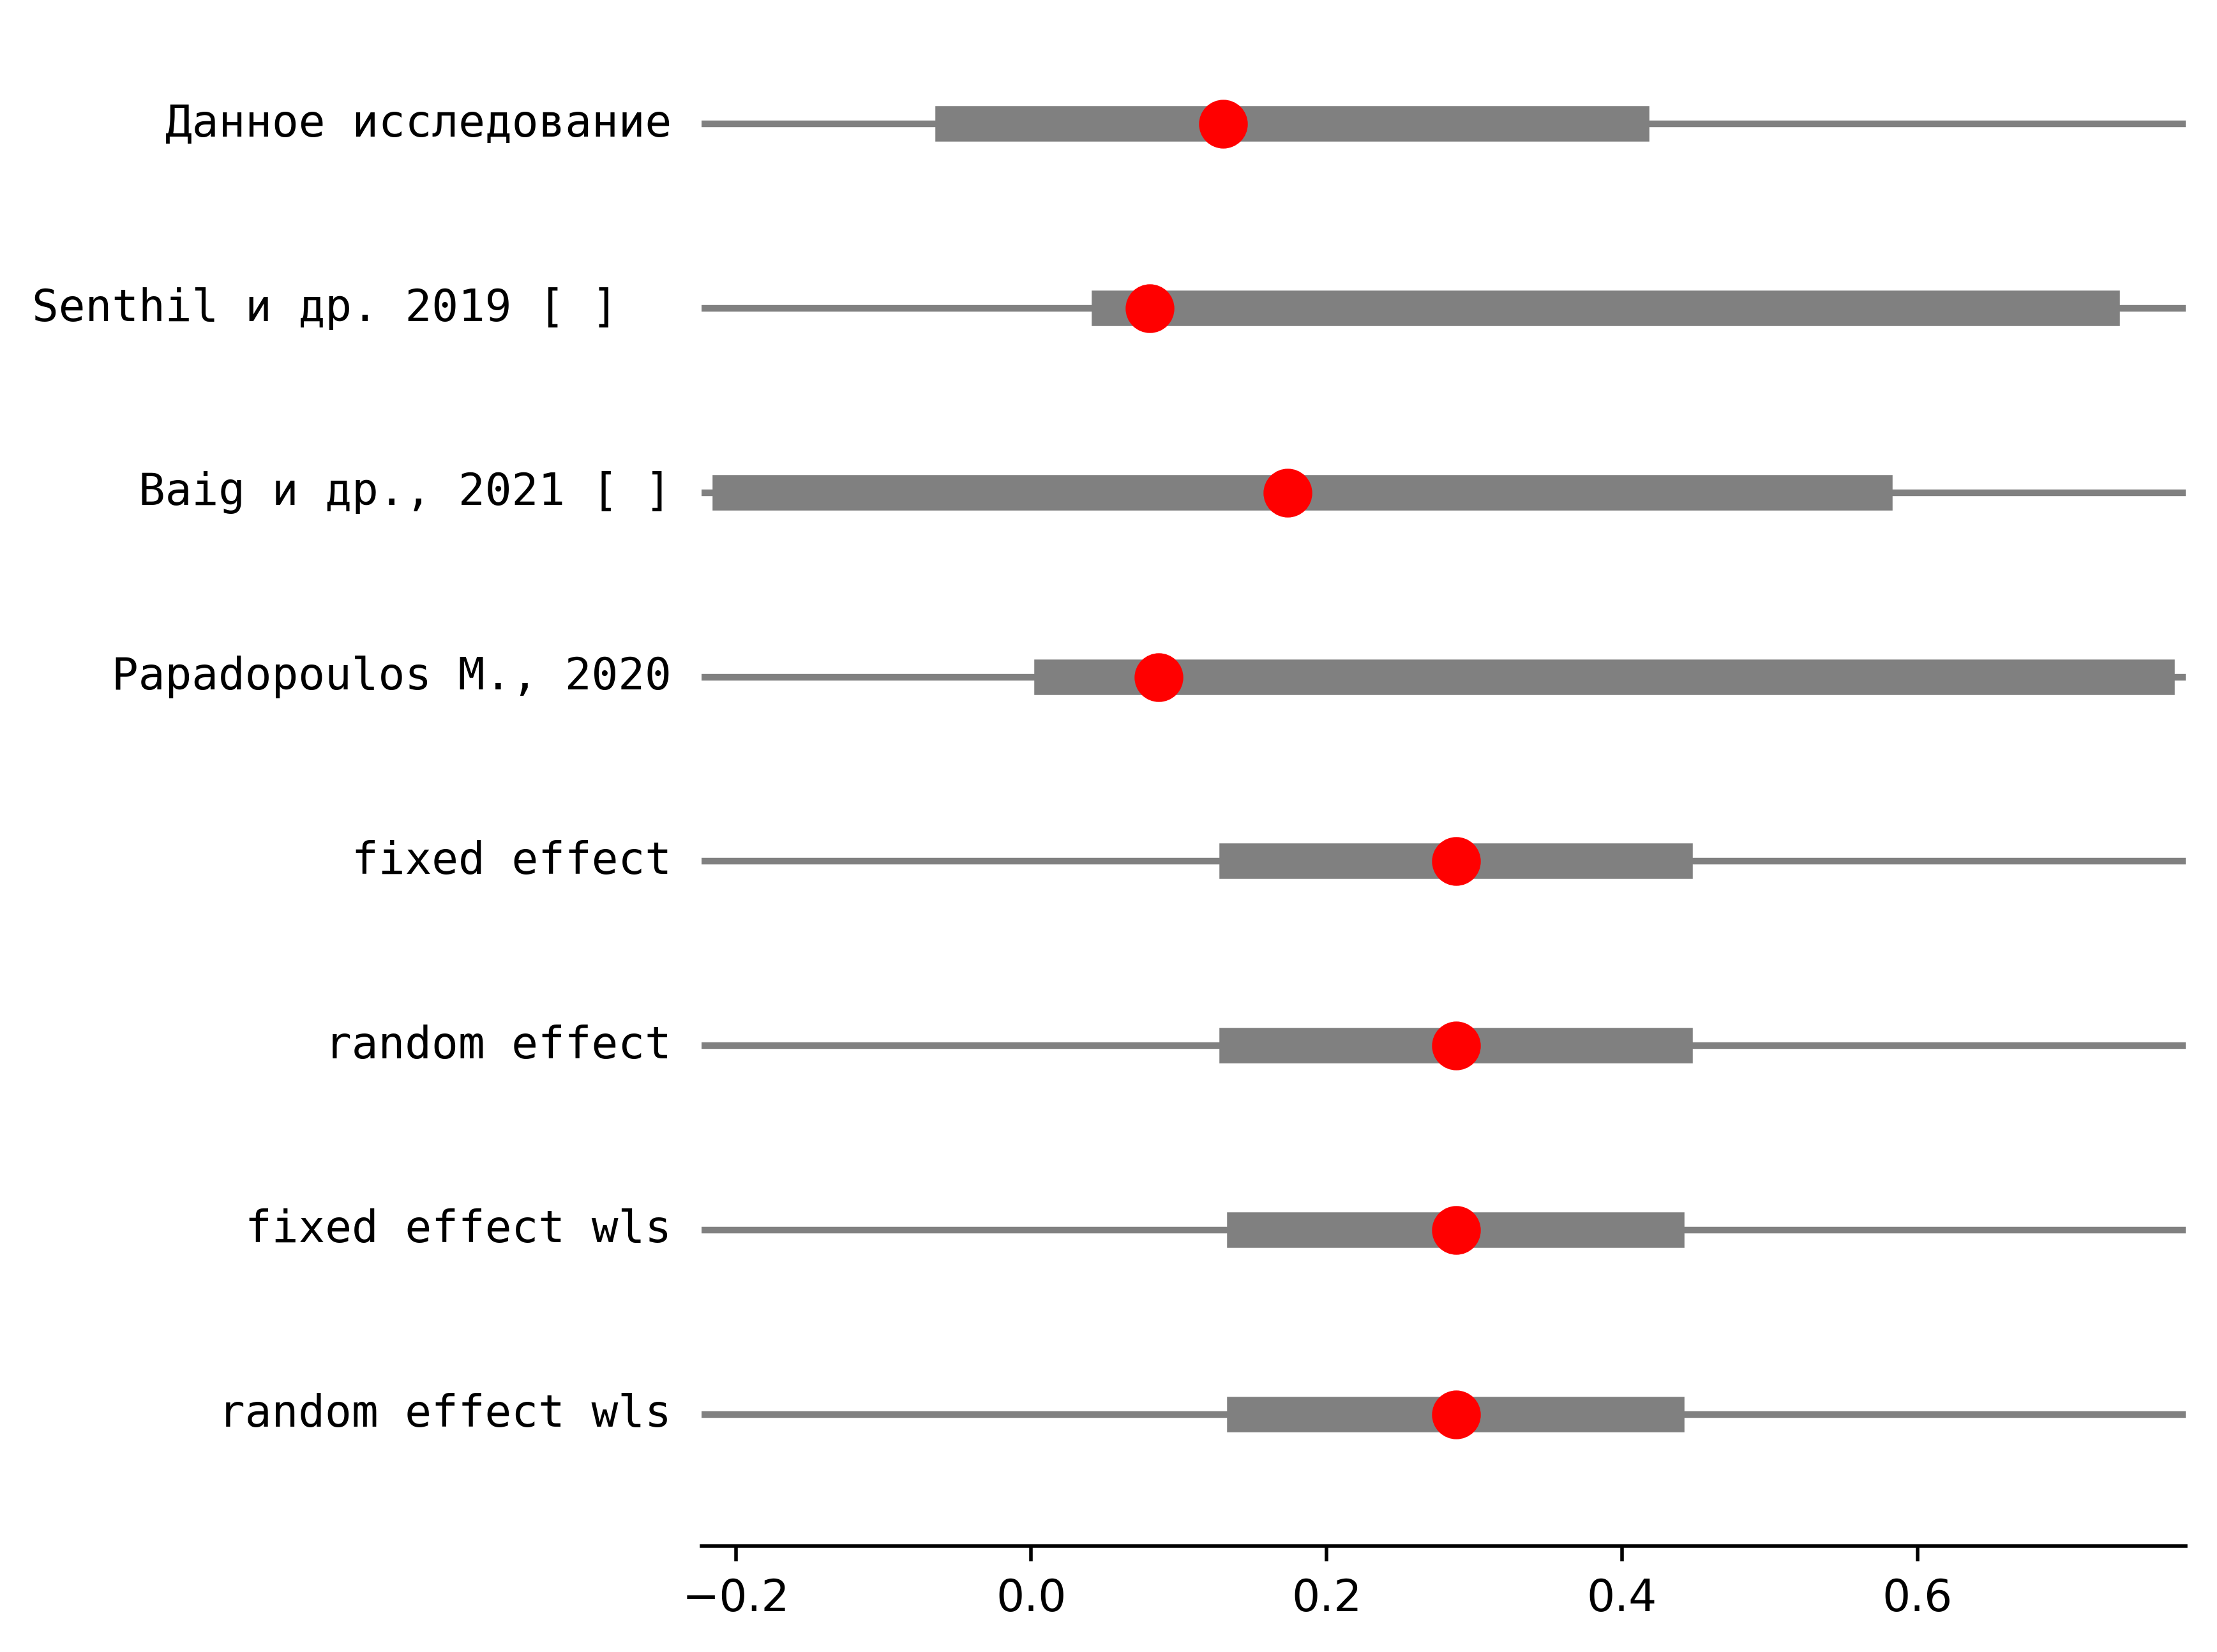 Данное исследование
Senthil и др. 2019 [ ]
Baig и др., 2021 [ ]
Papadopoulos M., 2020
fixed effect
random effect
fixed effect wls
random effect wls
−0.2 0.0 0.2 0.4 0.6